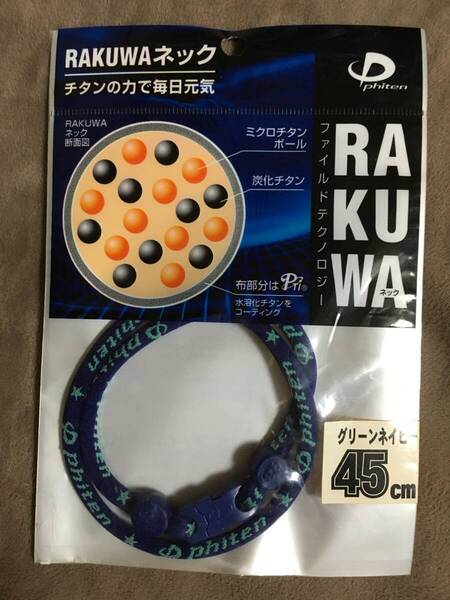 RAKUWAネック
チタンの力で毎日元気
phiten
RAKUWA
ネック
断面図
ミクロチタン
ボール
炭化チタン
布部分は
水溶化チタンを
コーティング
ファイルドテクノロジー
RA
KU
WA
ネック
phiten
phiten
phiten
phiten
グリーンネイビー
45cm